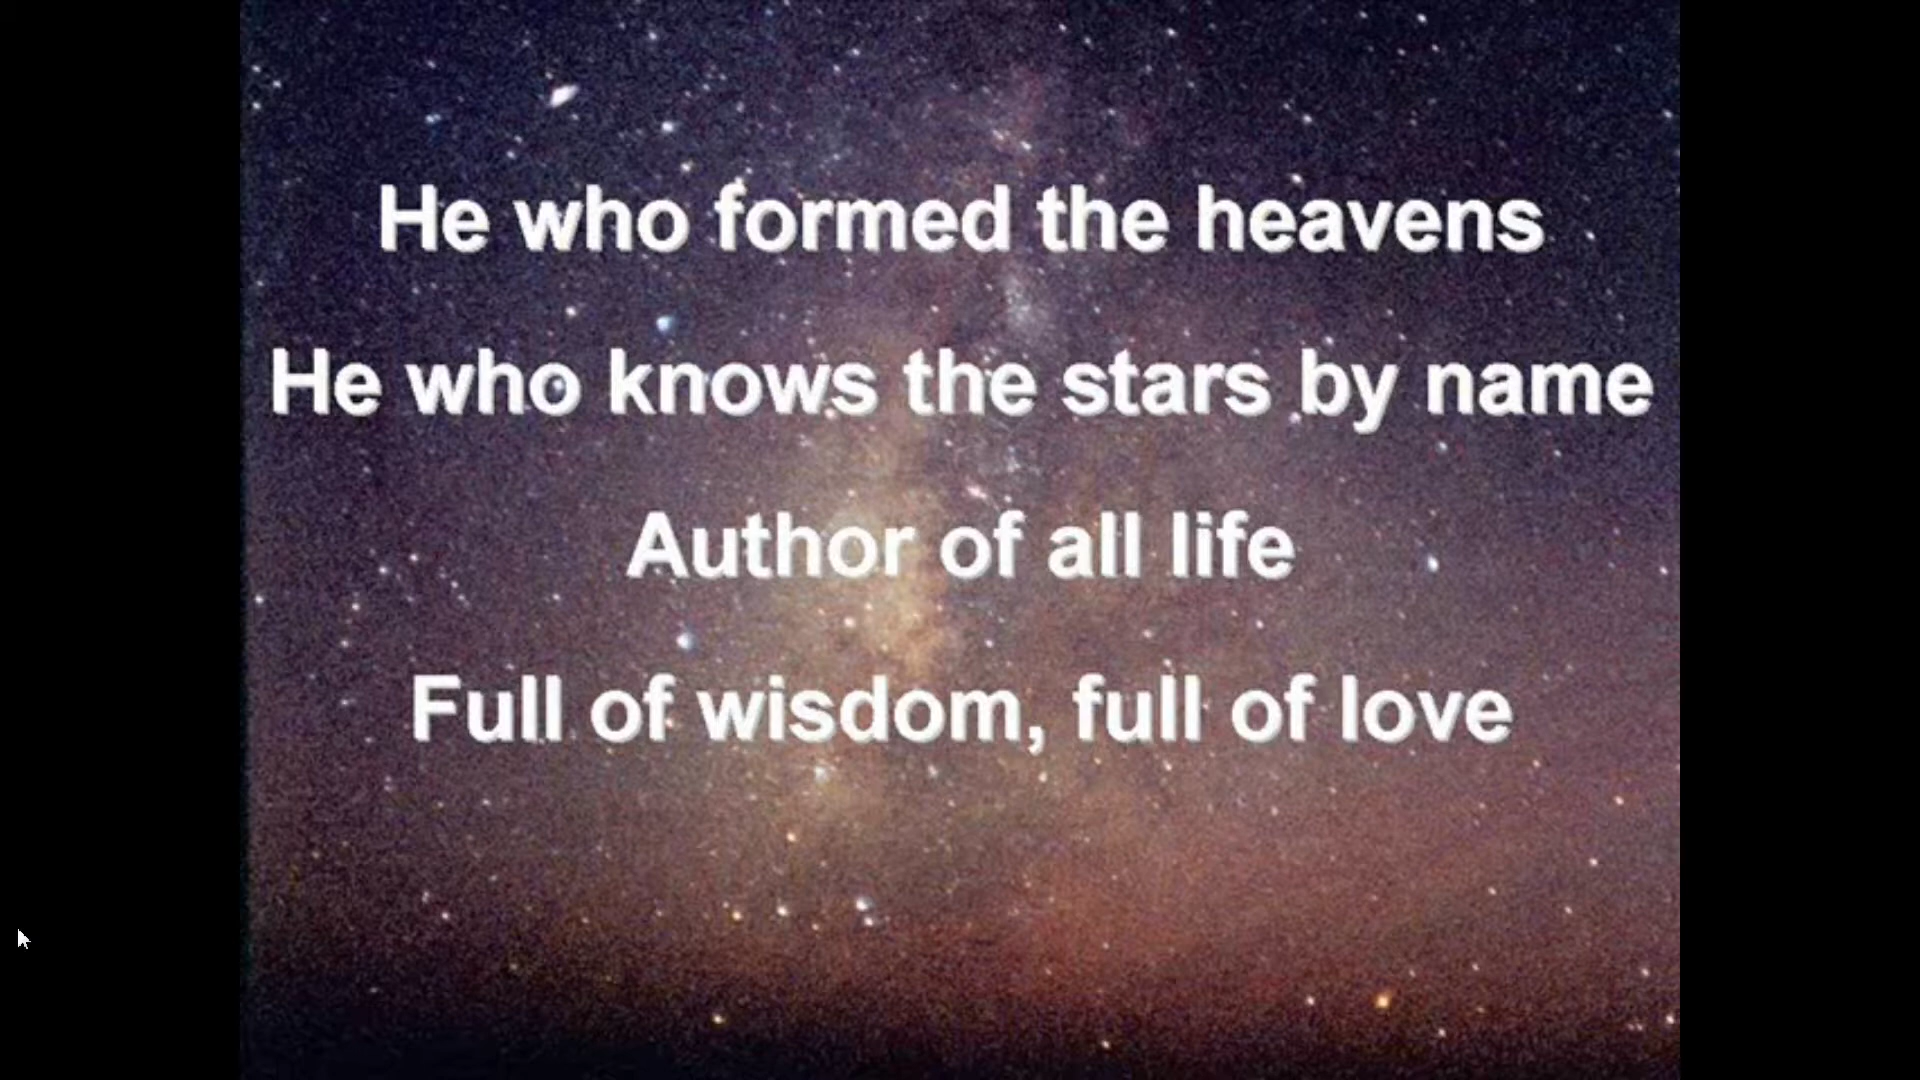 He who formed the heavens
He who knows the stars by name
Author of all life
Full of wisdom, full of love